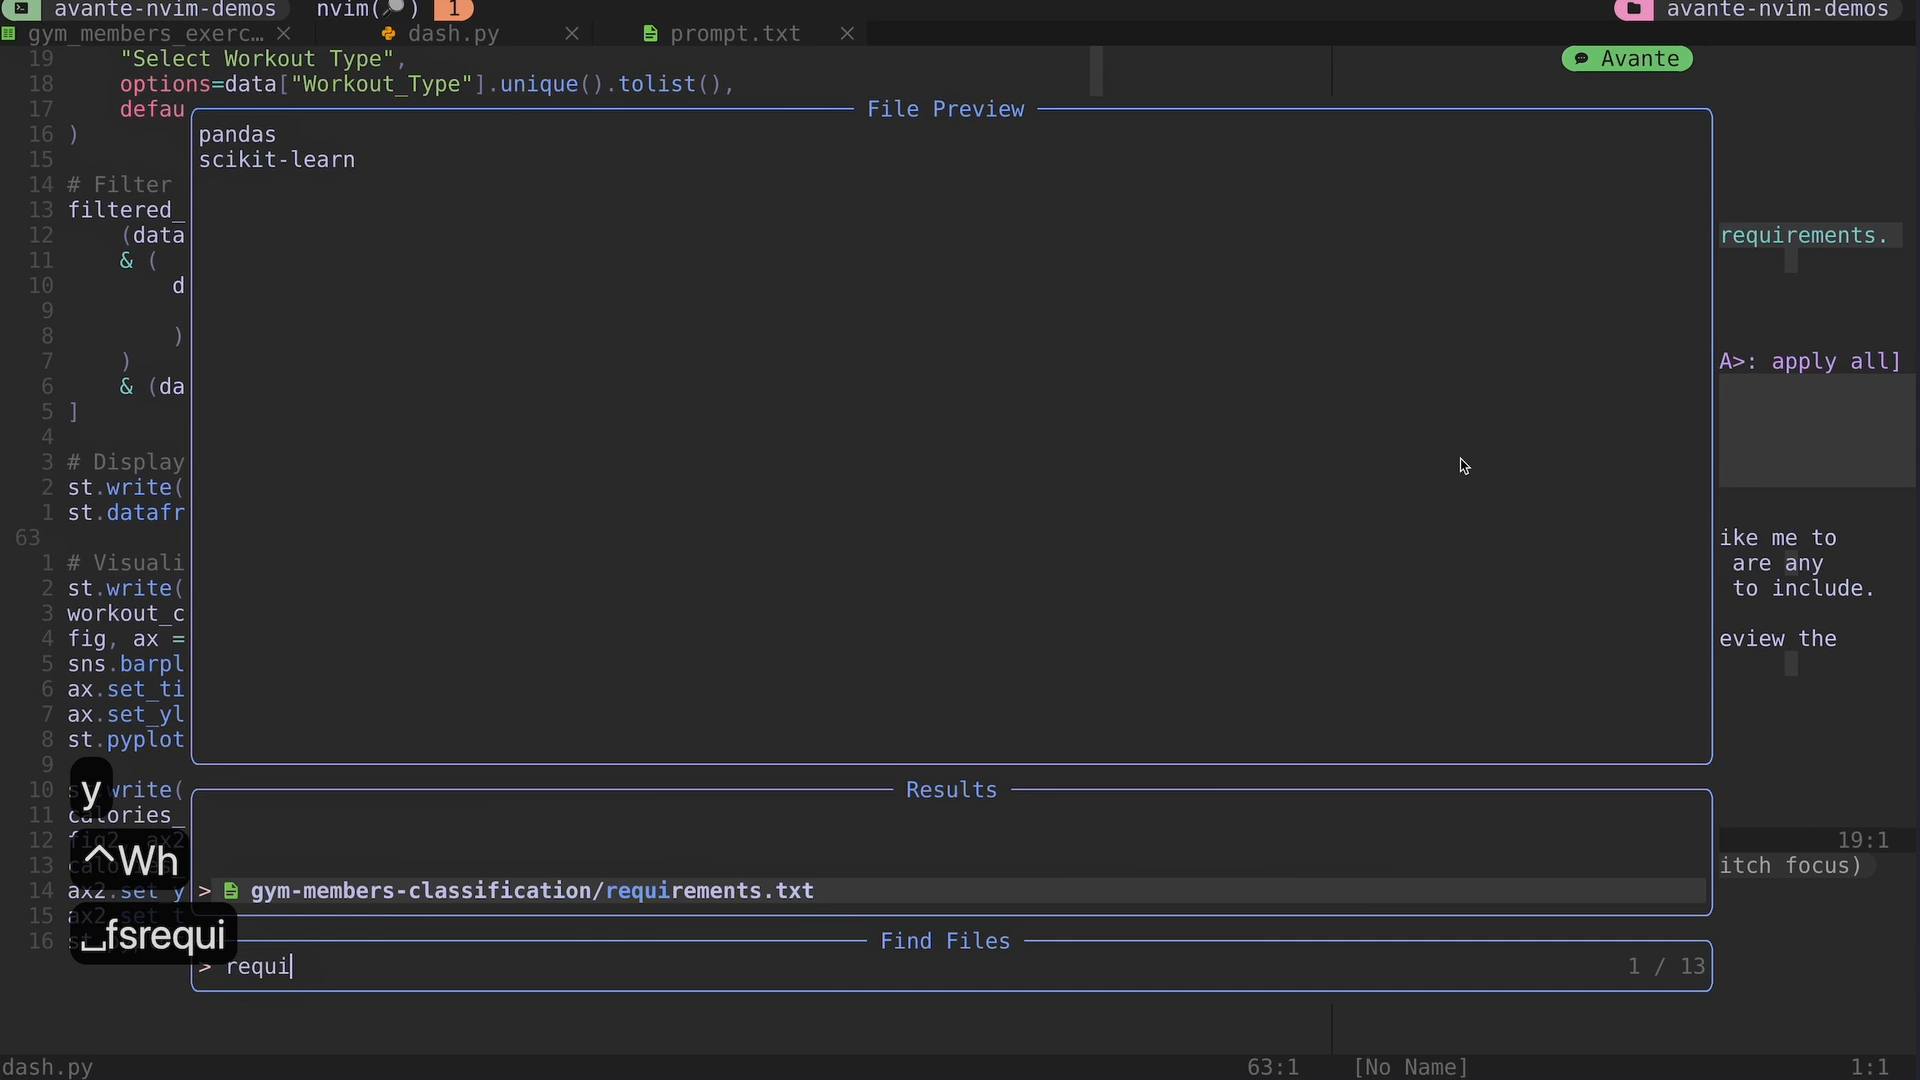 avante-nvim-demos nvim(🔎) 1 avante-nvim-demos
gym_members_exerc… × dash.py × prompt.txt ×
19 "Select Workout Type",
Avante
18 options=data["Workout_Type"].unique().tolist(),
17 defau
File Preview
16 )
pandas
15
scikit-learn
14 # Filter
13 filtered_
12 (data
requirements.
11 & (
10 d
9
8 )
7 )
A>: apply all]
6 & (da
5 ]
4
3 # Display
2 st.write(
1 st.datafr
63
ike me to
1 # Visuali
are any
2 st.write(
to include.
3 workout_c
4 fig, ax =
eview the
5 sns.barpl
6 ax.set_ti
7 ax.set_yl
8 st.pyplot
9
y
10 write(
Results
11 calories_
12
19:1
^Wh
13
itch focus)
14 ax2.set_y
> gym-members-classification/requirements.txt
15 ax2.set_t
␣fsrequi
16
Find Files
> requi
1 / 13
dash.py 63:1 [No Name] 1:1